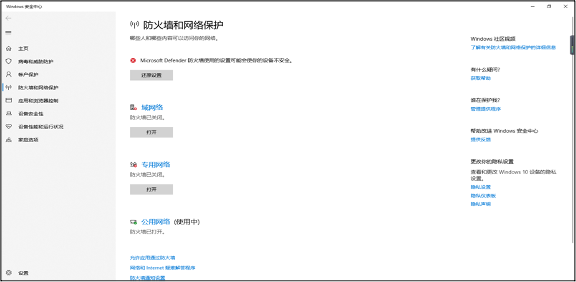 Windows 安全中心
主页
病毒和威胁防护
帐户保护
防火墙和网络保护
应用和浏览器控制
设备安全性
设备性能和运行状况
家庭选项
设置
防火墙和网络保护
哪些人和哪些内容可以访问你的网络。
Microsoft Defender 防火墙使用的设置可能会使你的设备不安全。
还原设置
域网络
防火墙已关闭。
打开
专用网络
防火墙已关闭。
打开
公用网络 (使用中)
防火墙已打开。
允许应用通过防火墙
网络和 Internet 疑难解答程序
防火墙通知设置
Windows 社区视频
了解有关防火墙和网络保护的详细信息
有什么疑问?
获取帮助
谁在保护我?
管理提供程序
帮助改进 Windows 安全中心
提供反馈
更改你的隐私设置
查看和更改 Windows 10 设备的隐私
设置。
隐私设置
隐私仪表板
隐私声明